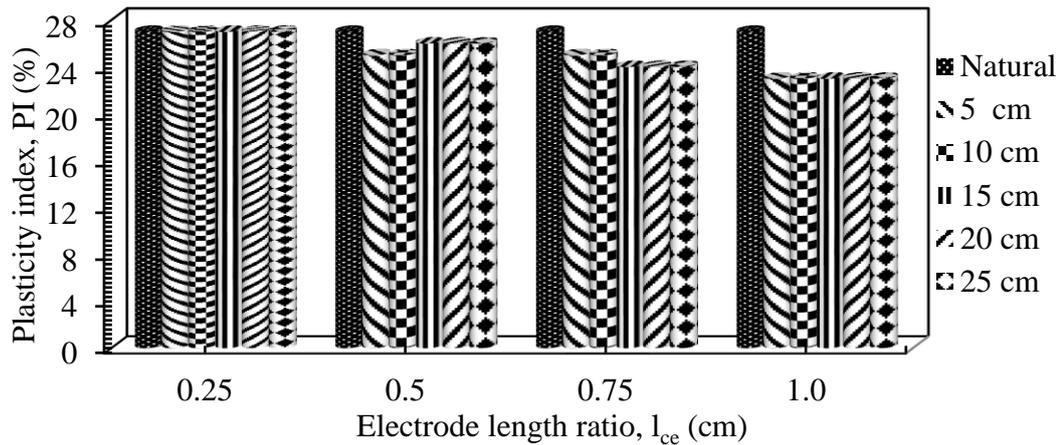 Plasticity index, PI (%)
28
24
20
16
12
8
4
0
0.25 0.5 0.75 1.0
Electrode length ratio, lce (cm)
Natural
5 cm
10 cm
15 cm
20 cm
25 cm